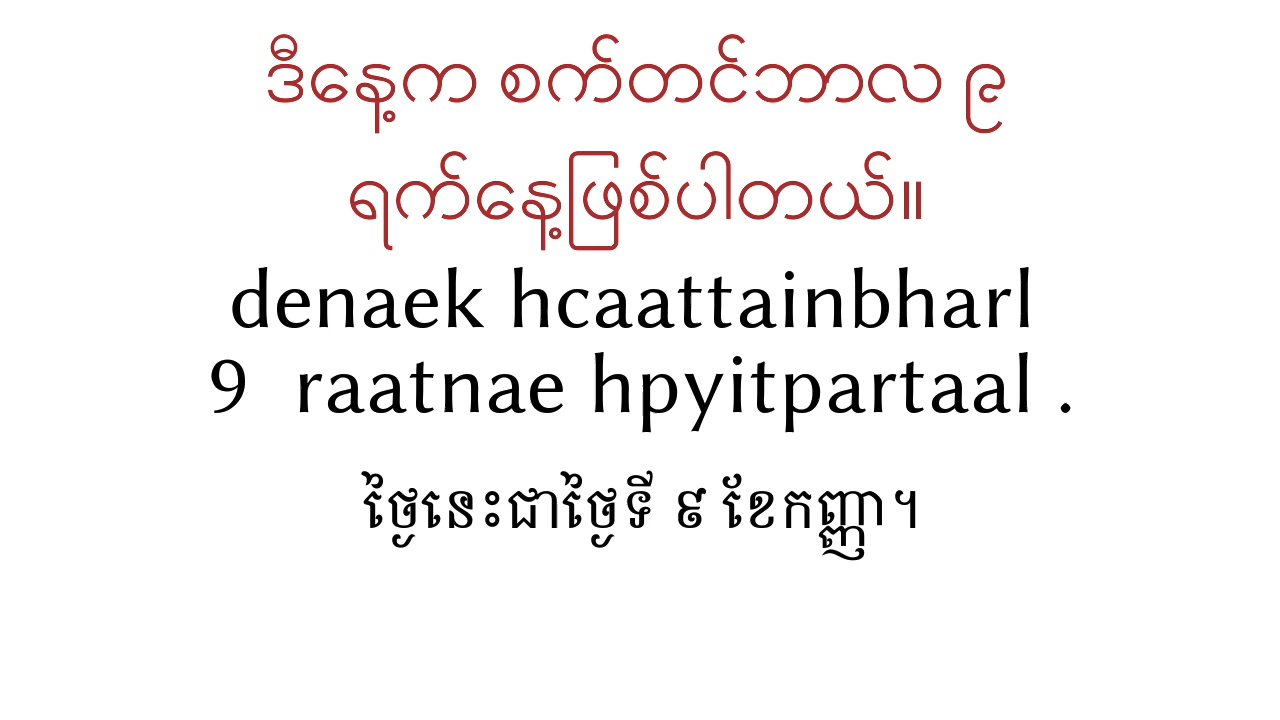 ဒီနေ့က စက်တင်ဘာလ ၉
ရက်နေ့ဖြစ်ပါတယ်။
denaek hcaattainbharl
9  raatnae hpyitpartaal .
ថ្ងៃនេះជាថ្ងៃទី ៩ ខែកញ្ញា។